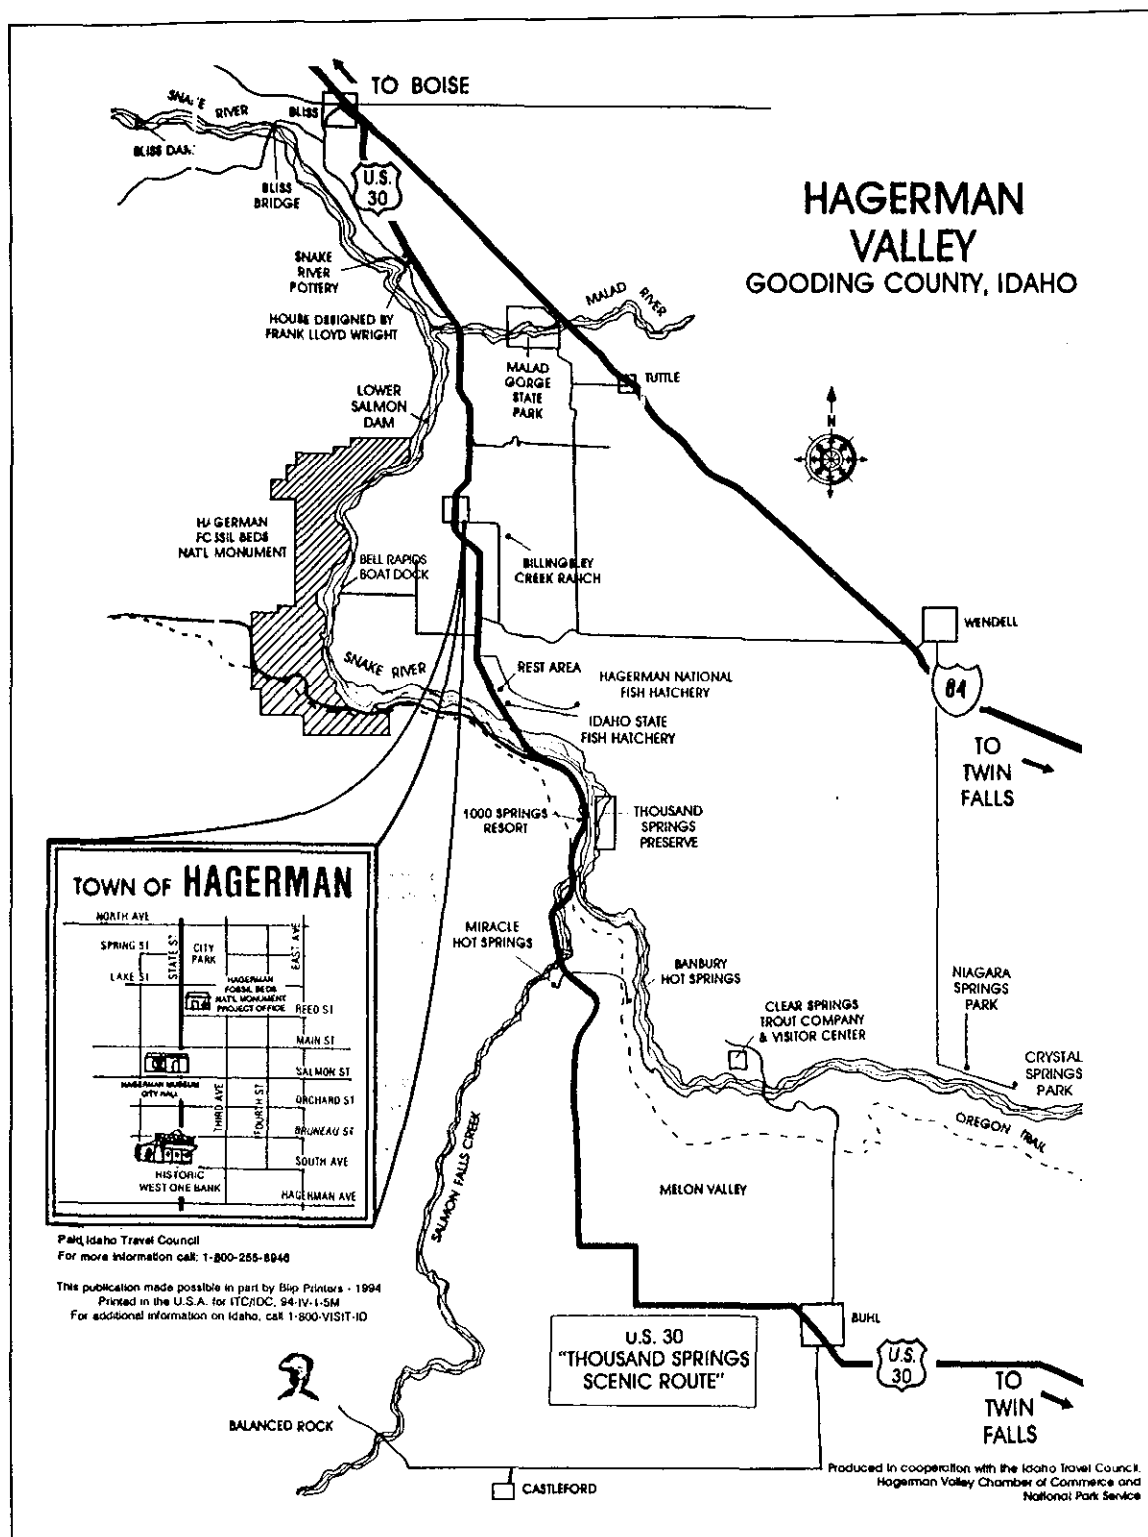 TO BOISE
SNAKE RIVER
BLISS
BLISS DAM
U.S.
30
BLISS
BRIDGE
HAGERMAN
VALLEY
GOODING COUNTY, IDAHO
SNAKE
RIVER
POTTERY
MALAD RIVER
HOUSE DESIGNED BY
FRANK LLOYD WRIGHT
MALAD
GORGE
STATE
PARK
TUTTLE
LOWER
SALMON
DAM
N
HAGERMAN
FOSSIL BEDS
NAT'L MONUMENT
BELL RAPIDS
BOAT DOCK
BILLINGSLEY
CREEK RANCH
WENDELL
SNAKE RIVER
REST AREA
HAGERMAN NATIONAL
FISH HATCHERY
84
IDAHO STATE
FISH HATCHERY
TO
TWIN
FALLS
1000 SPRINGS
RESORT
THOUSAND
SPRINGS
PRESERVE
TOWN OF HAGERMAN
NORTH AVE
SPRING ST
STATE ST
CITY
PARK
EAST AVE
LAKE ST
HAGERMAN
FOSSIL BEDS
NAT'L MONUMENT
PROJECT OFFICE
REED ST
MAIN ST
SALMON ST
HAGERMAN MUSEUM
CITY HALL
THIRD AVE
FOURTH ST
ORCHARD ST
BRUNEAU ST
SOUTH AVE
HISTORIC
WEST ONE BANK
HAGERMAN AVE
MIRACLE
HOT SPRINGS
BANBURY
HOT SPRINGS
NIAGARA
SPRINGS
PARK
CLEAR SPRINGS
TROUT COMPANY
& VISITOR CENTER
CRYSTAL
SPRINGS
PARK
OREGON TRAIL
SALMON FALLS CREEK
MELON VALLEY
Paid, Idaho Travel Council
For more information call: 1-800-255-8946
This publication made possible in part by Blip Printers - 1994
Printed in the U.S.A. for ITC/IDC, 94-IV-1-5M
For additional information on Idaho, call 1-800-VISIT-ID
BUHL
U.S. 30
"THOUSAND SPRINGS
SCENIC ROUTE"
U.S.
30
TO
TWIN
FALLS
BALANCED ROCK
CASTLEFORD
Produced in cooperation with the Idaho Travel Council,
Hagerman Valley Chamber of Commerce and
National Park Service